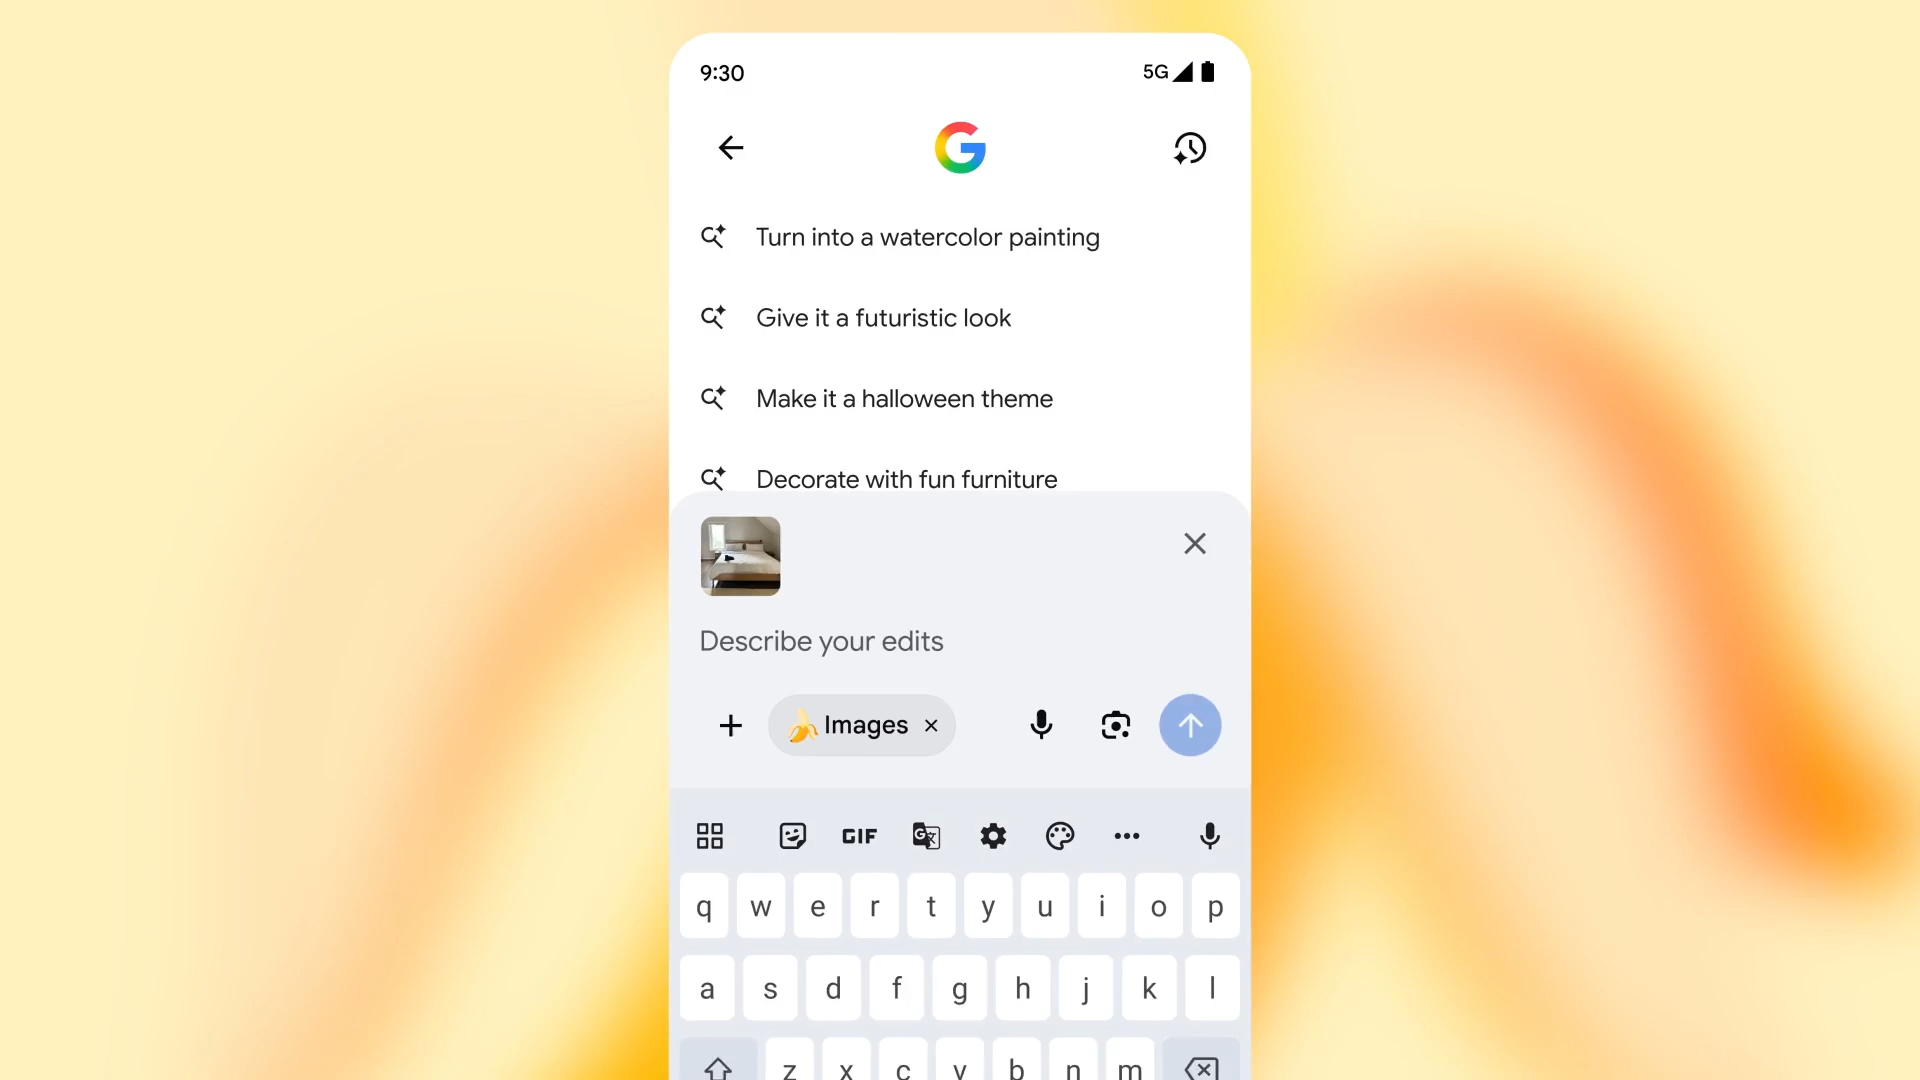 9:30
5G
Turn into a watercolor painting
Give it a futuristic look
Make it a halloween theme
Decorate with fun furniture
Describe your edits
Images
GIF
q w e r t y u i o p
a s d f g h j k l
z x c v b n m